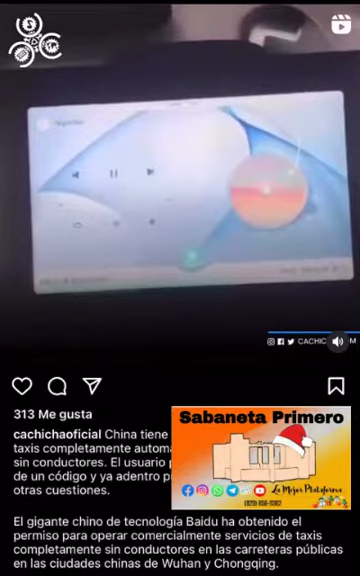 CACHIC
M
313 Me gusta
cachichaoficial China tiene
taxis completamente automa
sin conductores. El usuario p
de un código y ya adentro p
otras cuestiones.
Sabaneta Primero
La Mejor Plataforma
El gigante chino de tecnología Baidu ha obtenido el
permiso para operar comercialmente servicios de taxis
completamente sin conductores en las carreteras públicas
en las ciudades chinas de Wuhan y Chongqing.